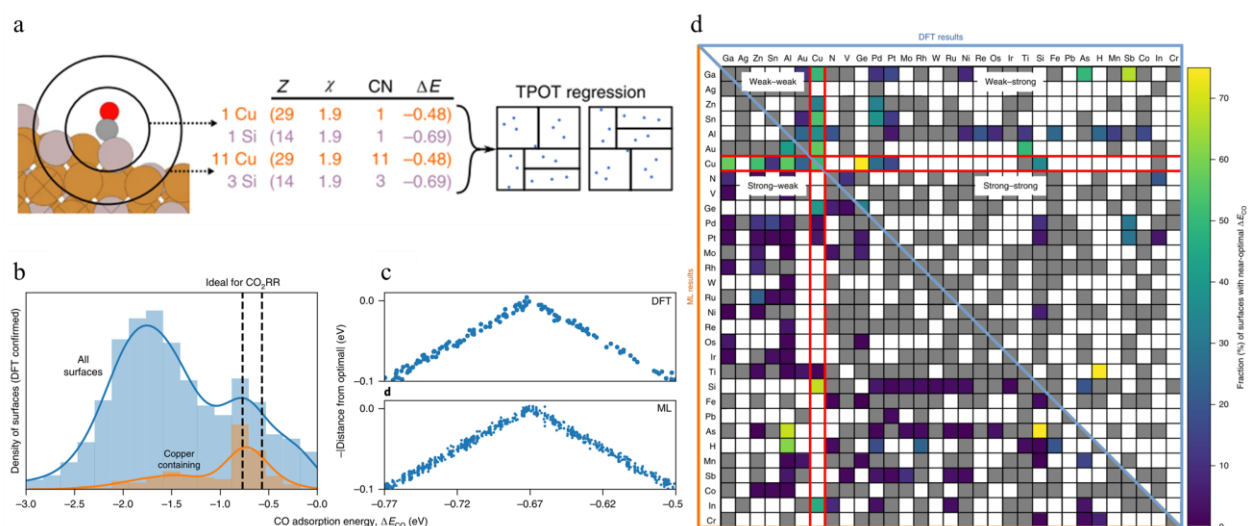 a
Z χ CN ΔE
1 Cu (29 1.9 1 −0.48)
1 Si (14 1.9 1 −0.69)
11 Cu (29 1.9 11 −0.48)
3 Si (14 1.9 3 −0.69)
TPOT regression
b
Ideal for CO2RR
All surfaces
Copper containing
Density of surfaces (DFT confirmed)
−3.0 −2.5 −2.0 −1.5 −1.0 −0.5 −0.0
CO adsorption energy, ΔECO (eV)
c
DFT
0.0
−0.1
d
ML
0.0
−0.1
−|Distance from optimal| (eV)
−0.77 −0.72 −0.67 −0.62 −0.5
ΔECO (eV)
d
DFT results
Ga Ag Zn Sn Al Au Cu N V Ge Pd Pt Mo Rh W Ru Ni Re Os Ir Ti Si Fe Pb As H Mn Sb Co In Cr
Weak–weak
Weak–strong
Strong–weak
Strong–strong
Ga
Ag
Zn
Sn
Al
Au
Cu
N
V
Ge
Pd
Pt
Mo
Rh
W
Ru
Ni
Re
Os
Ir
Ti
Si
Fe
Pb
As
H
Mn
Sb
Co
In
Cr
ML results
70
60
50
40
30
20
10
0
Fraction (%) of surfaces with near-optimal ΔECO